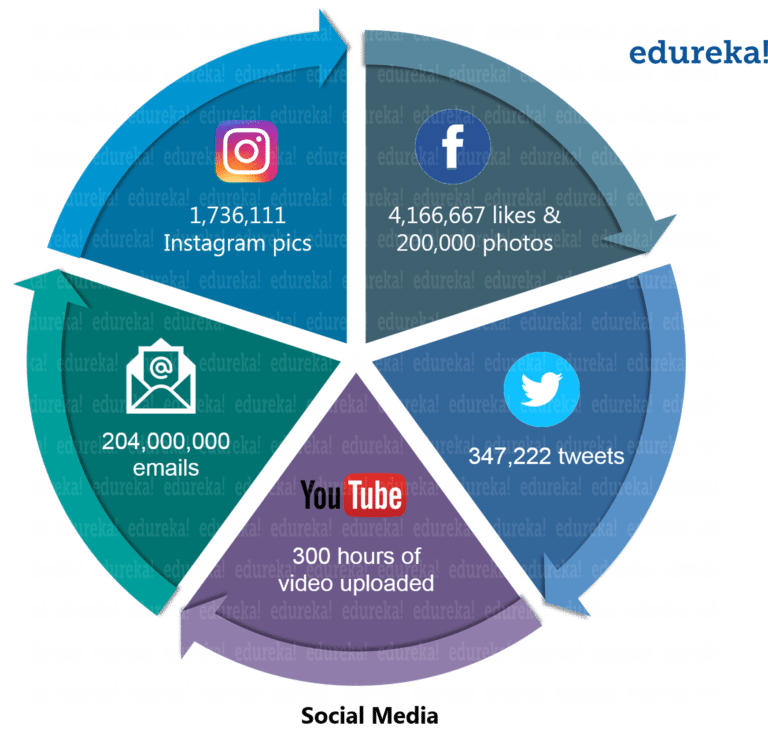 edureka!
1,736,111
Instagram pics
4,166,667 likes &
200,000 photos
204,000,000
emails
347,222 tweets
YouTube
300 hours of
video uploaded
Social Media